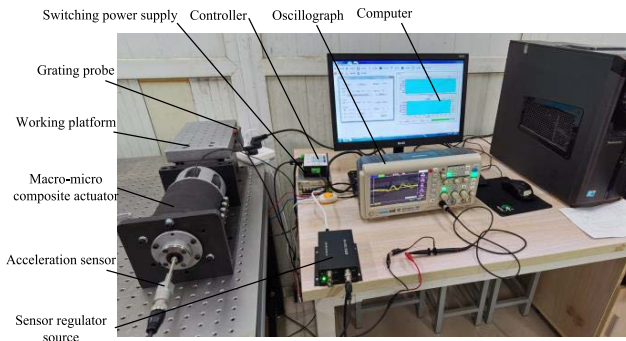 Switching power supply
Controller
Oscillograph
Computer
Grating probe
Working platform
Macro-micro
composite actuator
Acceleration sensor
Sensor regulator
source